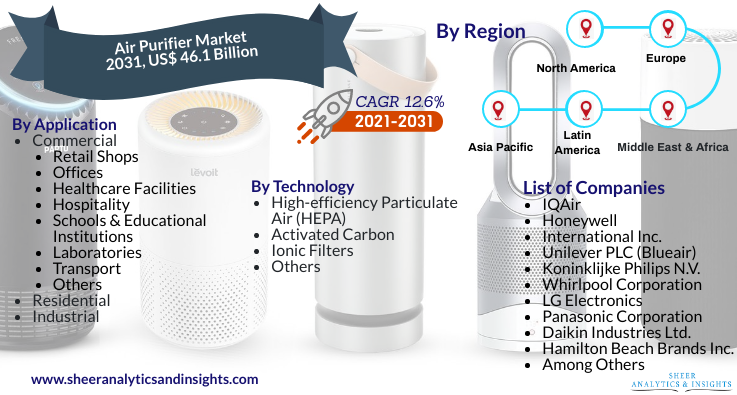 Air Purifier Market
2031, US$ 46.1 Billion
By Region
North America
Europe
Asia Pacific
Latin
America
Middle East & Africa
CAGR 12.6%
2021-2031
By Application
Commercial
Retail Shops
Offices
Healthcare Facilities
Hospitality
Schools & Educational
Institutions
Laboratories
Transport
Others
Residential
Industrial
levoit
By Technology
High-efficiency Particulate
Air (HEPA)
Activated Carbon
Ionic Filters
Others
List of Companies
IQAir
Honeywell
International Inc.
Unilever PLC (Blueair)
Koninklijke Philips N.V.
Whirlpool Corporation
LG Electronics
Panasonic Corporation
Daikin Industries Ltd.
Hamilton Beach Brands Inc.
Among Others
www.sheeranalyticsandinsights.com
SHEER
ANALYTICS & INSIGHTS